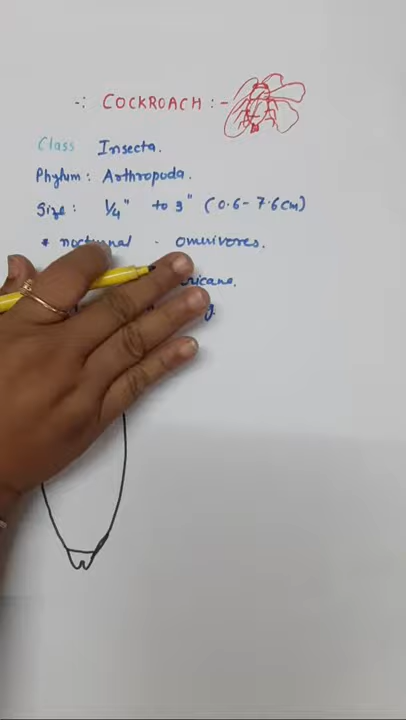 -: COCKROACH :-
Class Insecta.
Phylum: Arthropoda.
Size: 1/4" to 3" (0.6 - 7.6 cm)
* nocturnal - omnivores.